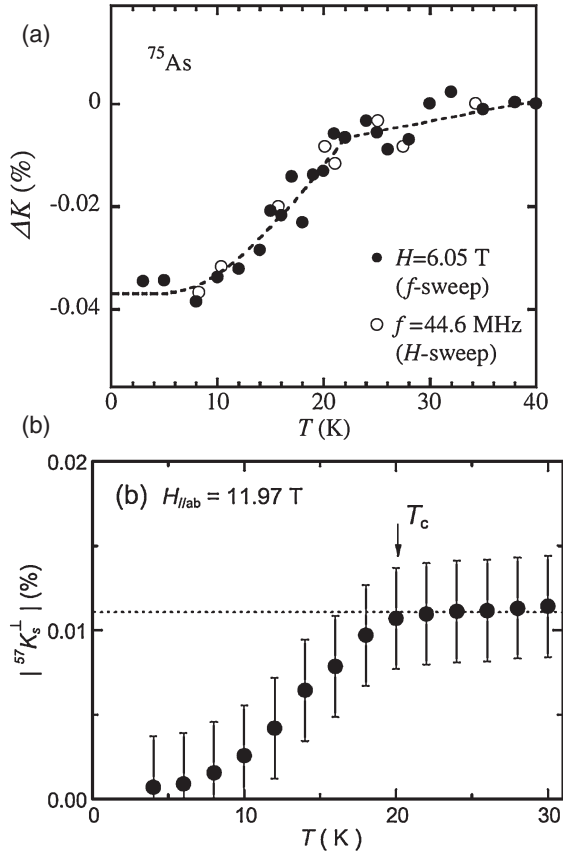 (a)
⁷⁵As
0
-0.02
-0.04
ΔK (%)
H=6.05 T
(f-sweep)
f=44.6 MHz
(H-sweep)
0 10 20 30 40
T (K)
(b)
(b) H//ab = 11.97 T
Tc
0.02
0.01
0.00
| ⁵⁷Ks⊥ | (%)
0 10 20 30
T ( K )